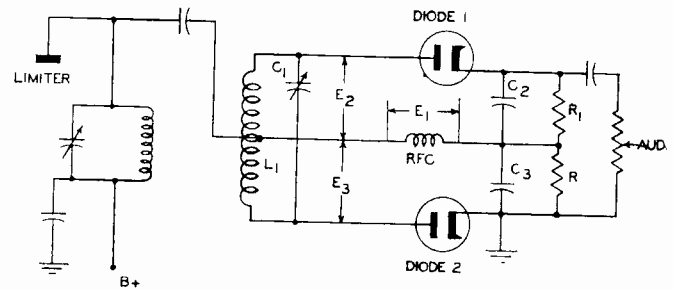 DIODE 1
LIMITER
C1
E2
E1
C2
R1
RFC
L1
E3
C3
R
AUD.
DIODE 2
B+